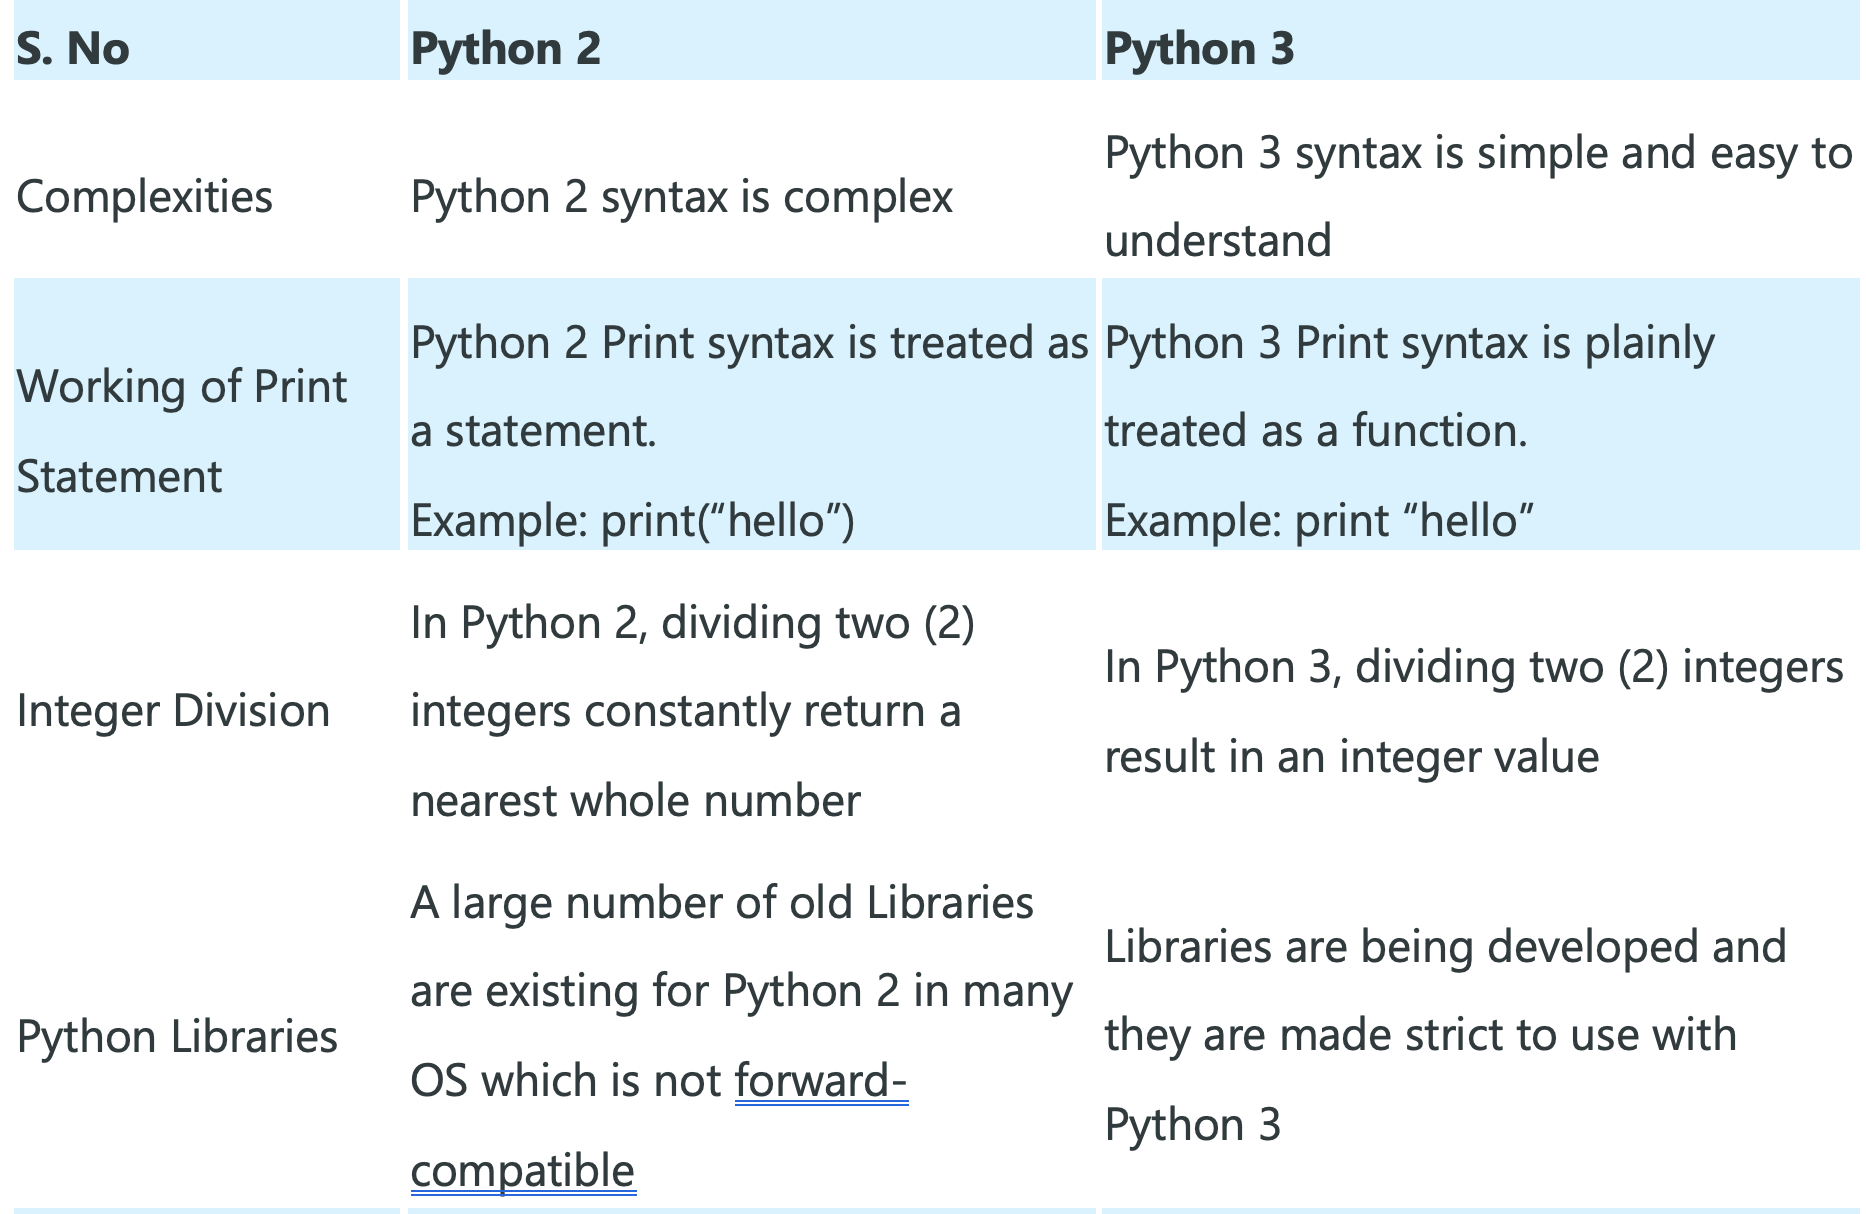 S. No
Python 2
Python 3
Complexities
Python 2 syntax is complex
Python 3 syntax is simple and easy to
understand
Working of Print
Statement
Python 2 Print syntax is treated as
a statement.
Example: print(“hello”)
Python 3 Print syntax is plainly
treated as a function.
Example: print “hello”
Integer Division
In Python 2, dividing two (2)
integers constantly return a
nearest whole number
In Python 3, dividing two (2) integers
result in an integer value
Python Libraries
A large number of old Libraries
are existing for Python 2 in many
OS which is not forward-
compatible
Libraries are being developed and
they are made strict to use with
Python 3